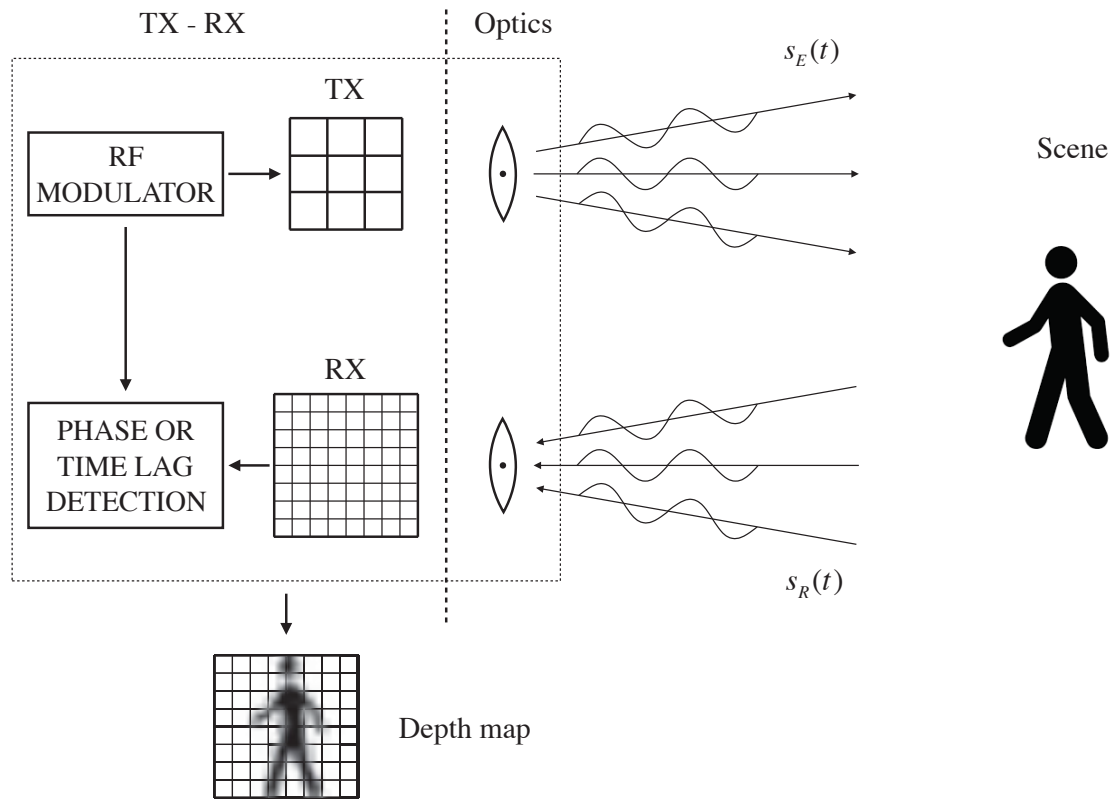 TX - RX
Optics
s_E(t)
TX
RF
MODULATOR
Scene
RX
PHASE OR
TIME LAG
DETECTION
s_R(t)
Depth map